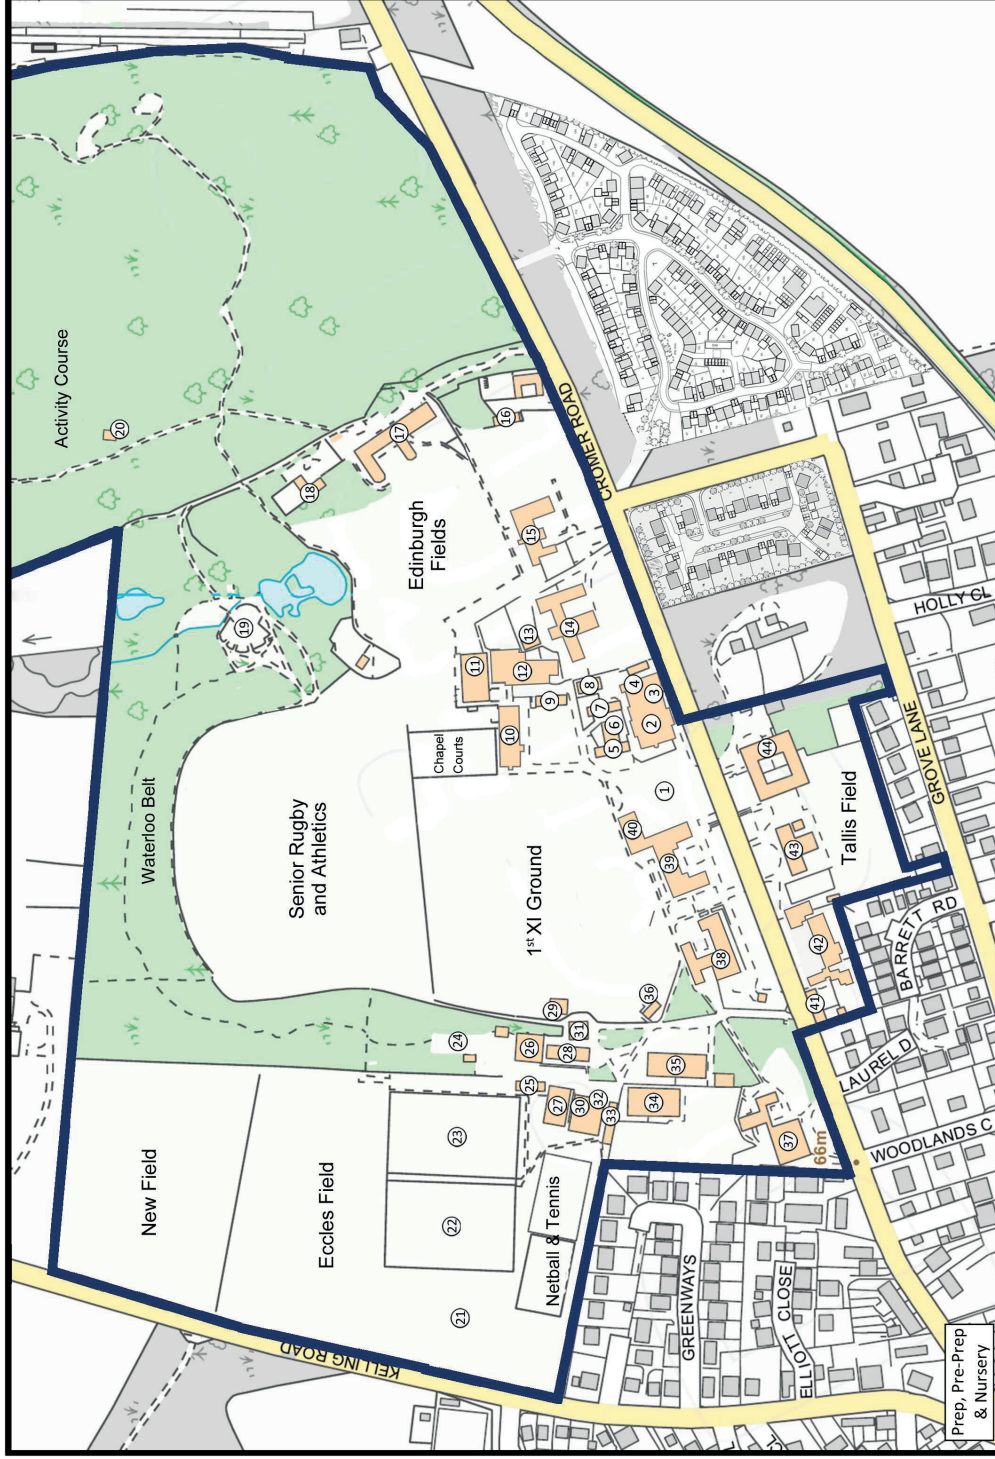 Activity Course
20
17
18
16
CROMER ROAD
Edinburgh
Fields
15
19
13
14
11
12
8
4
9
7
3
6
2
5
10
Chapel
Courts
1
44
HOLLY CL
GROVE LANE
Waterloo Belt
Senior Rugby
and Athletics
1st XI Ground
40
39
43
Tallis Field
38
42
BARRETT RD
41
36
29
31
24
26
28
35
LAUREL D
25
27
30
32
33
34
37
66m
WOODLANDS C
New Field
Eccles Field
23
22
21
Netball & Tennis
GREENWAYS
ELLIOTT CLOSE
KELLING ROAD
Prep, Pre-Prep
& Nursery